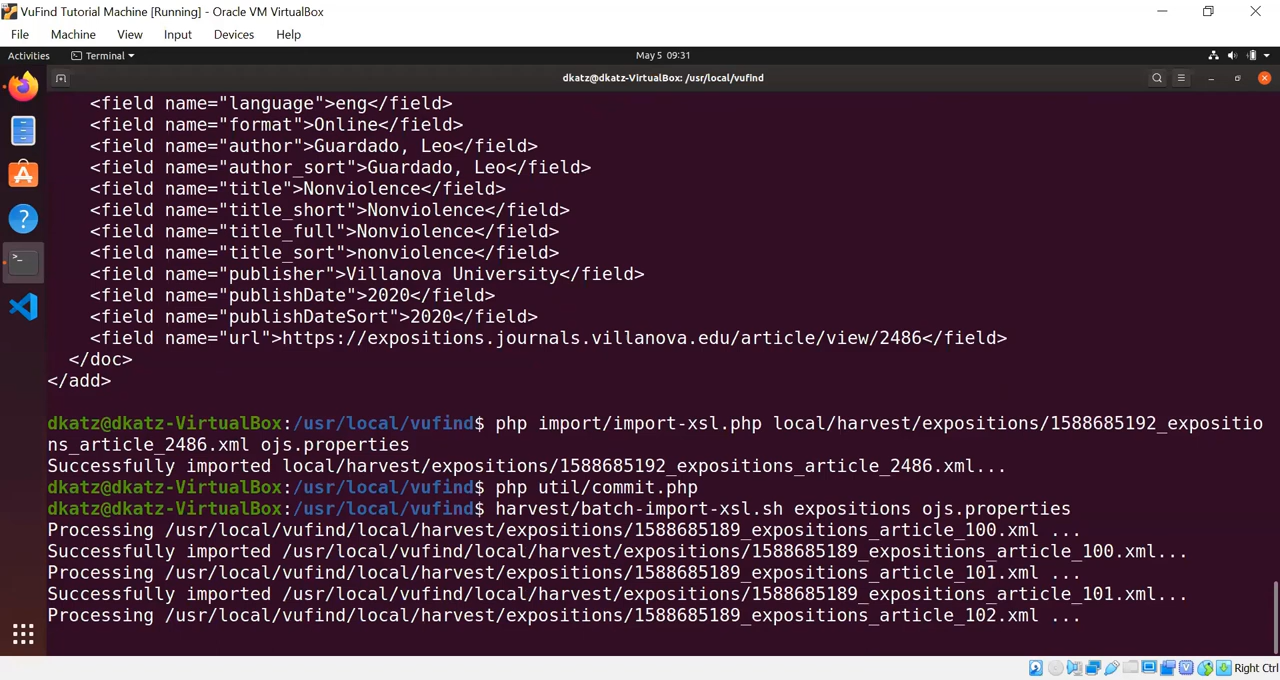 VuFind Tutorial Machine [Running] - Oracle VM VirtualBox
File Machine View Input Devices Help
Activities Terminal May 5 09:31
dkatz@dkatz-VirtualBox: /usr/local/vufind
<field name="language">eng</field>
<field name="format">Online</field>
<field name="author">Guardado, Leo</field>
<field name="author_sort">Guardado, Leo</field>
<field name="title">Nonviolence</field>
<field name="title_short">Nonviolence</field>
<field name="title_full">Nonviolence</field>
<field name="title_sort">nonviolence</field>
<field name="publisher">Villanova University</field>
<field name="publishDate">2020</field>
<field name="publishDateSort">2020</field>
<field name="url">https://expositions.journals.villanova.edu/article/view/2486</field>
</doc>
</add>
dkatz@dkatz-VirtualBox:/usr/local/vufind$ php import/import-xsl.php local/harvest/expositions/1588685192_expositio
ns_article_2486.xml ojs.properties
Successfully imported local/harvest/expositions/1588685192_expositions_article_2486.xml...
dkatz@dkatz-VirtualBox:/usr/local/vufind$ php util/commit.php
dkatz@dkatz-VirtualBox:/usr/local/vufind$ harvest/batch-import-xsl.sh expositions ojs.properties
Processing /usr/local/vufind/local/harvest/expositions/1588685189_expositions_article_100.xml ...
Successfully imported /usr/local/vufind/local/harvest/expositions/1588685189_expositions_article_100.xml...
Processing /usr/local/vufind/local/harvest/expositions/1588685189_expositions_article_101.xml ...
Successfully imported /usr/local/vufind/local/harvest/expositions/1588685189_expositions_article_101.xml...
Processing /usr/local/vufind/local/harvest/expositions/1588685189_expositions_article_102.xml ...
Right Ctrl